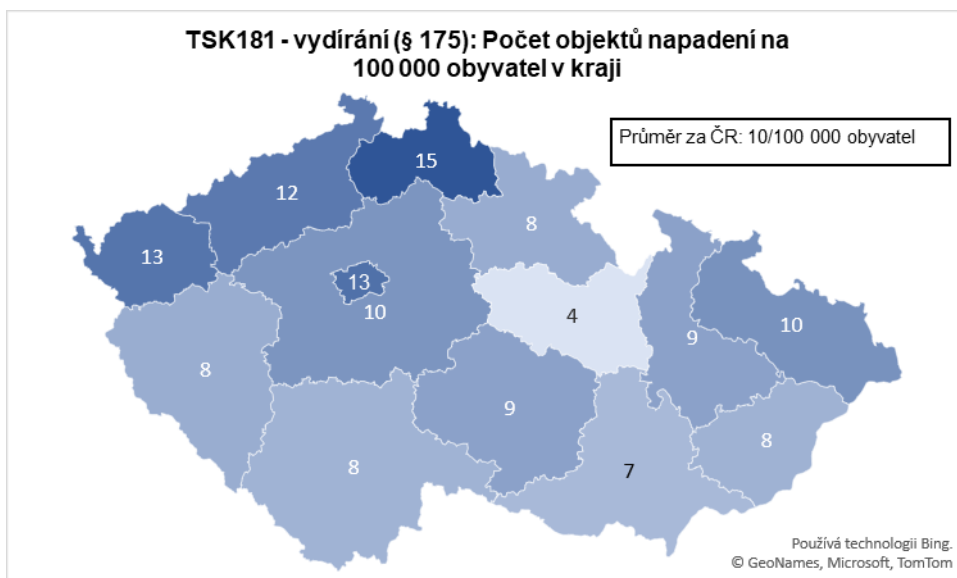 TSK181 - vydírání (§ 175): Počet objektů napadení na
100 000 obyvatel v kraji
Průměr za ČR: 10/100 000 obyvatel
15
12
8
13
13
10
4
10
9
8
9
8
8
7
Používá technologii Bing.
© GeoNames, Microsoft, TomTom